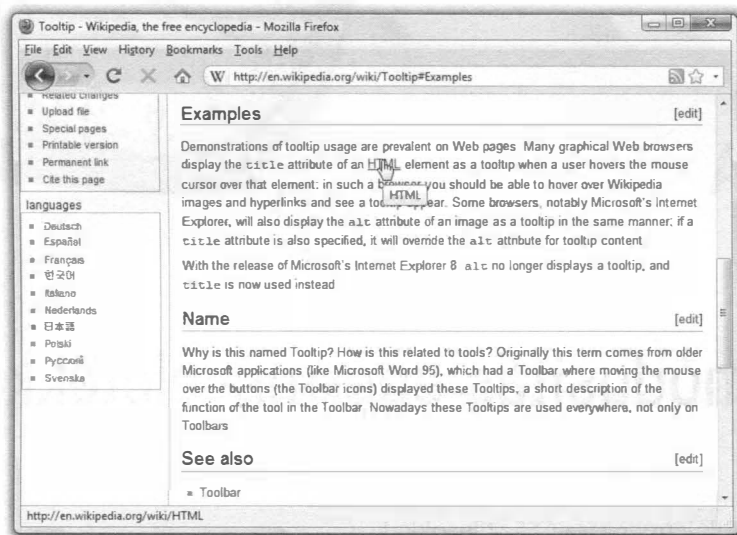 Tooltip - Wikipedia, the free encyclopedia - Mozilla Firefox
File Edit View History Bookmarks Tools Help
W http://en.wikipedia.org/wiki/Tooltip#Examples
Related changes
Upload file
Special pages
Printable version
Permanent link
Cite this page
languages
Deutsch
Español
Français
한국어
Italiano
Nederlands
日本語
Polski
Русский
Svenska
Examples [edit]
Demonstrations of tooltip usage are prevalent on Web pages Many graphical Web browsers
display the title attribute of an HTML element as a tooltip when a user hovers the mouse
cursor over that element; in such a browser you should be able to hover over Wikipedia
HTML
images and hyperlinks and see a tooltip appear. Some browsers, notably Microsoft's Internet
Explorer, will also display the alt attribute of an image as a tooltip in the same manner; if a
title attribute is also specified, it will override the alt attribute for tooltip content
With the release of Microsoft's Internet Explorer 8 alt no longer displays a tooltip, and
title is now used instead
Name [edit]
Why is this named Tooltip? How is this related to tools? Originally this term comes from older
Microsoft applications (like Microsoft Word 95), which had a Toolbar where moving the mouse
over the buttons (the Toolbar icons) displayed these Tooltips, a short description of the
function of the tool in the Toolbar Nowadays these Tooltips are used everywhere, not only on
Toolbars
See also [edit]
Toolbar
http://en.wikipedia.org/wiki/HTML